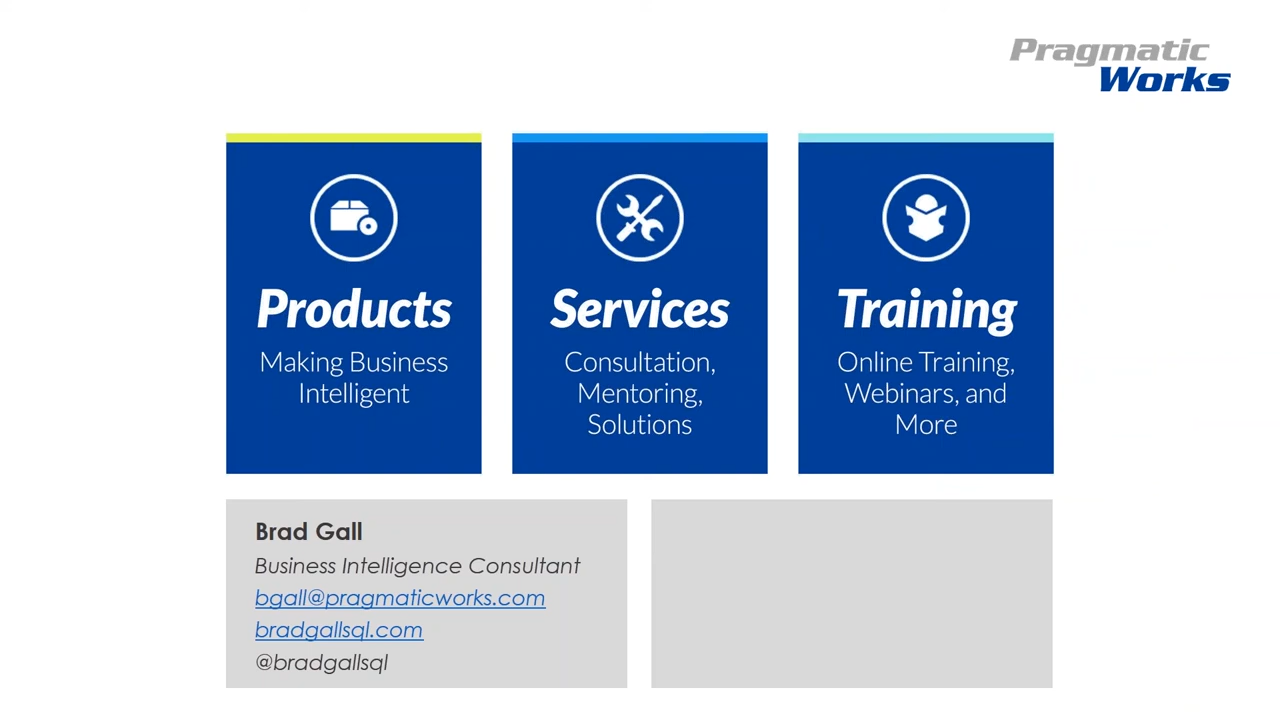 Pragmatic
Works
Products
Making Business
Intelligent
Services
Consultation,
Mentoring,
Solutions
Training
Online Training,
Webinars, and
More
Brad Gall
Business Intelligence Consultant
bgall@pragmaticworks.com
bradgallsql.com
@bradgallsql